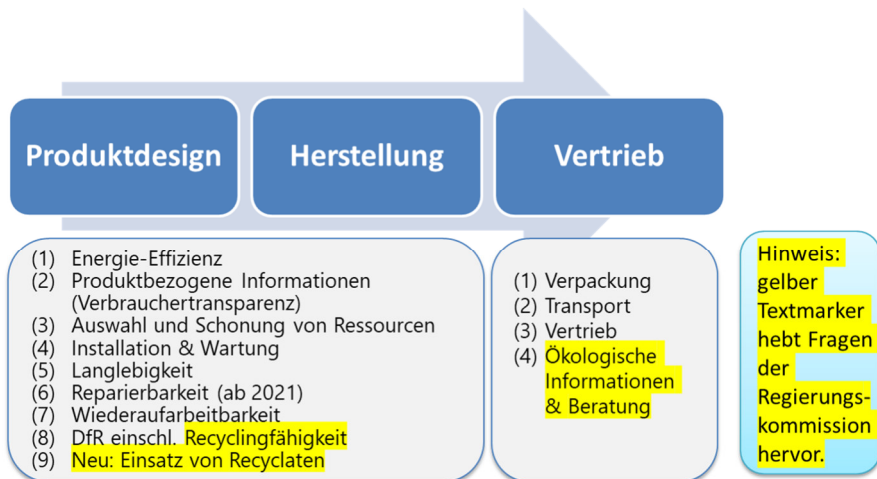 Produktdesign
Herstellung
Vertrieb
(1) Energie-Effizienz
(2) Produktbezogene Informationen
(Verbrauchertransparenz)
(3) Auswahl und Schonung von Ressourcen
(4) Installation & Wartung
(5) Langlebigkeit
(6) Reparierbarkeit (ab 2021)
(7) Wiederaufarbeitbarkeit
(8) DfR einschl. Recyclingfähigkeit
(9) Neu: Einsatz von Recyclaten
(1) Verpackung
(2) Transport
(3) Vertrieb
(4) Ökologische
Informationen
& Beratung
Hinweis:
gelber
Textmarker
hebt Fragen
der
Regierungs-
kommission
hervor.